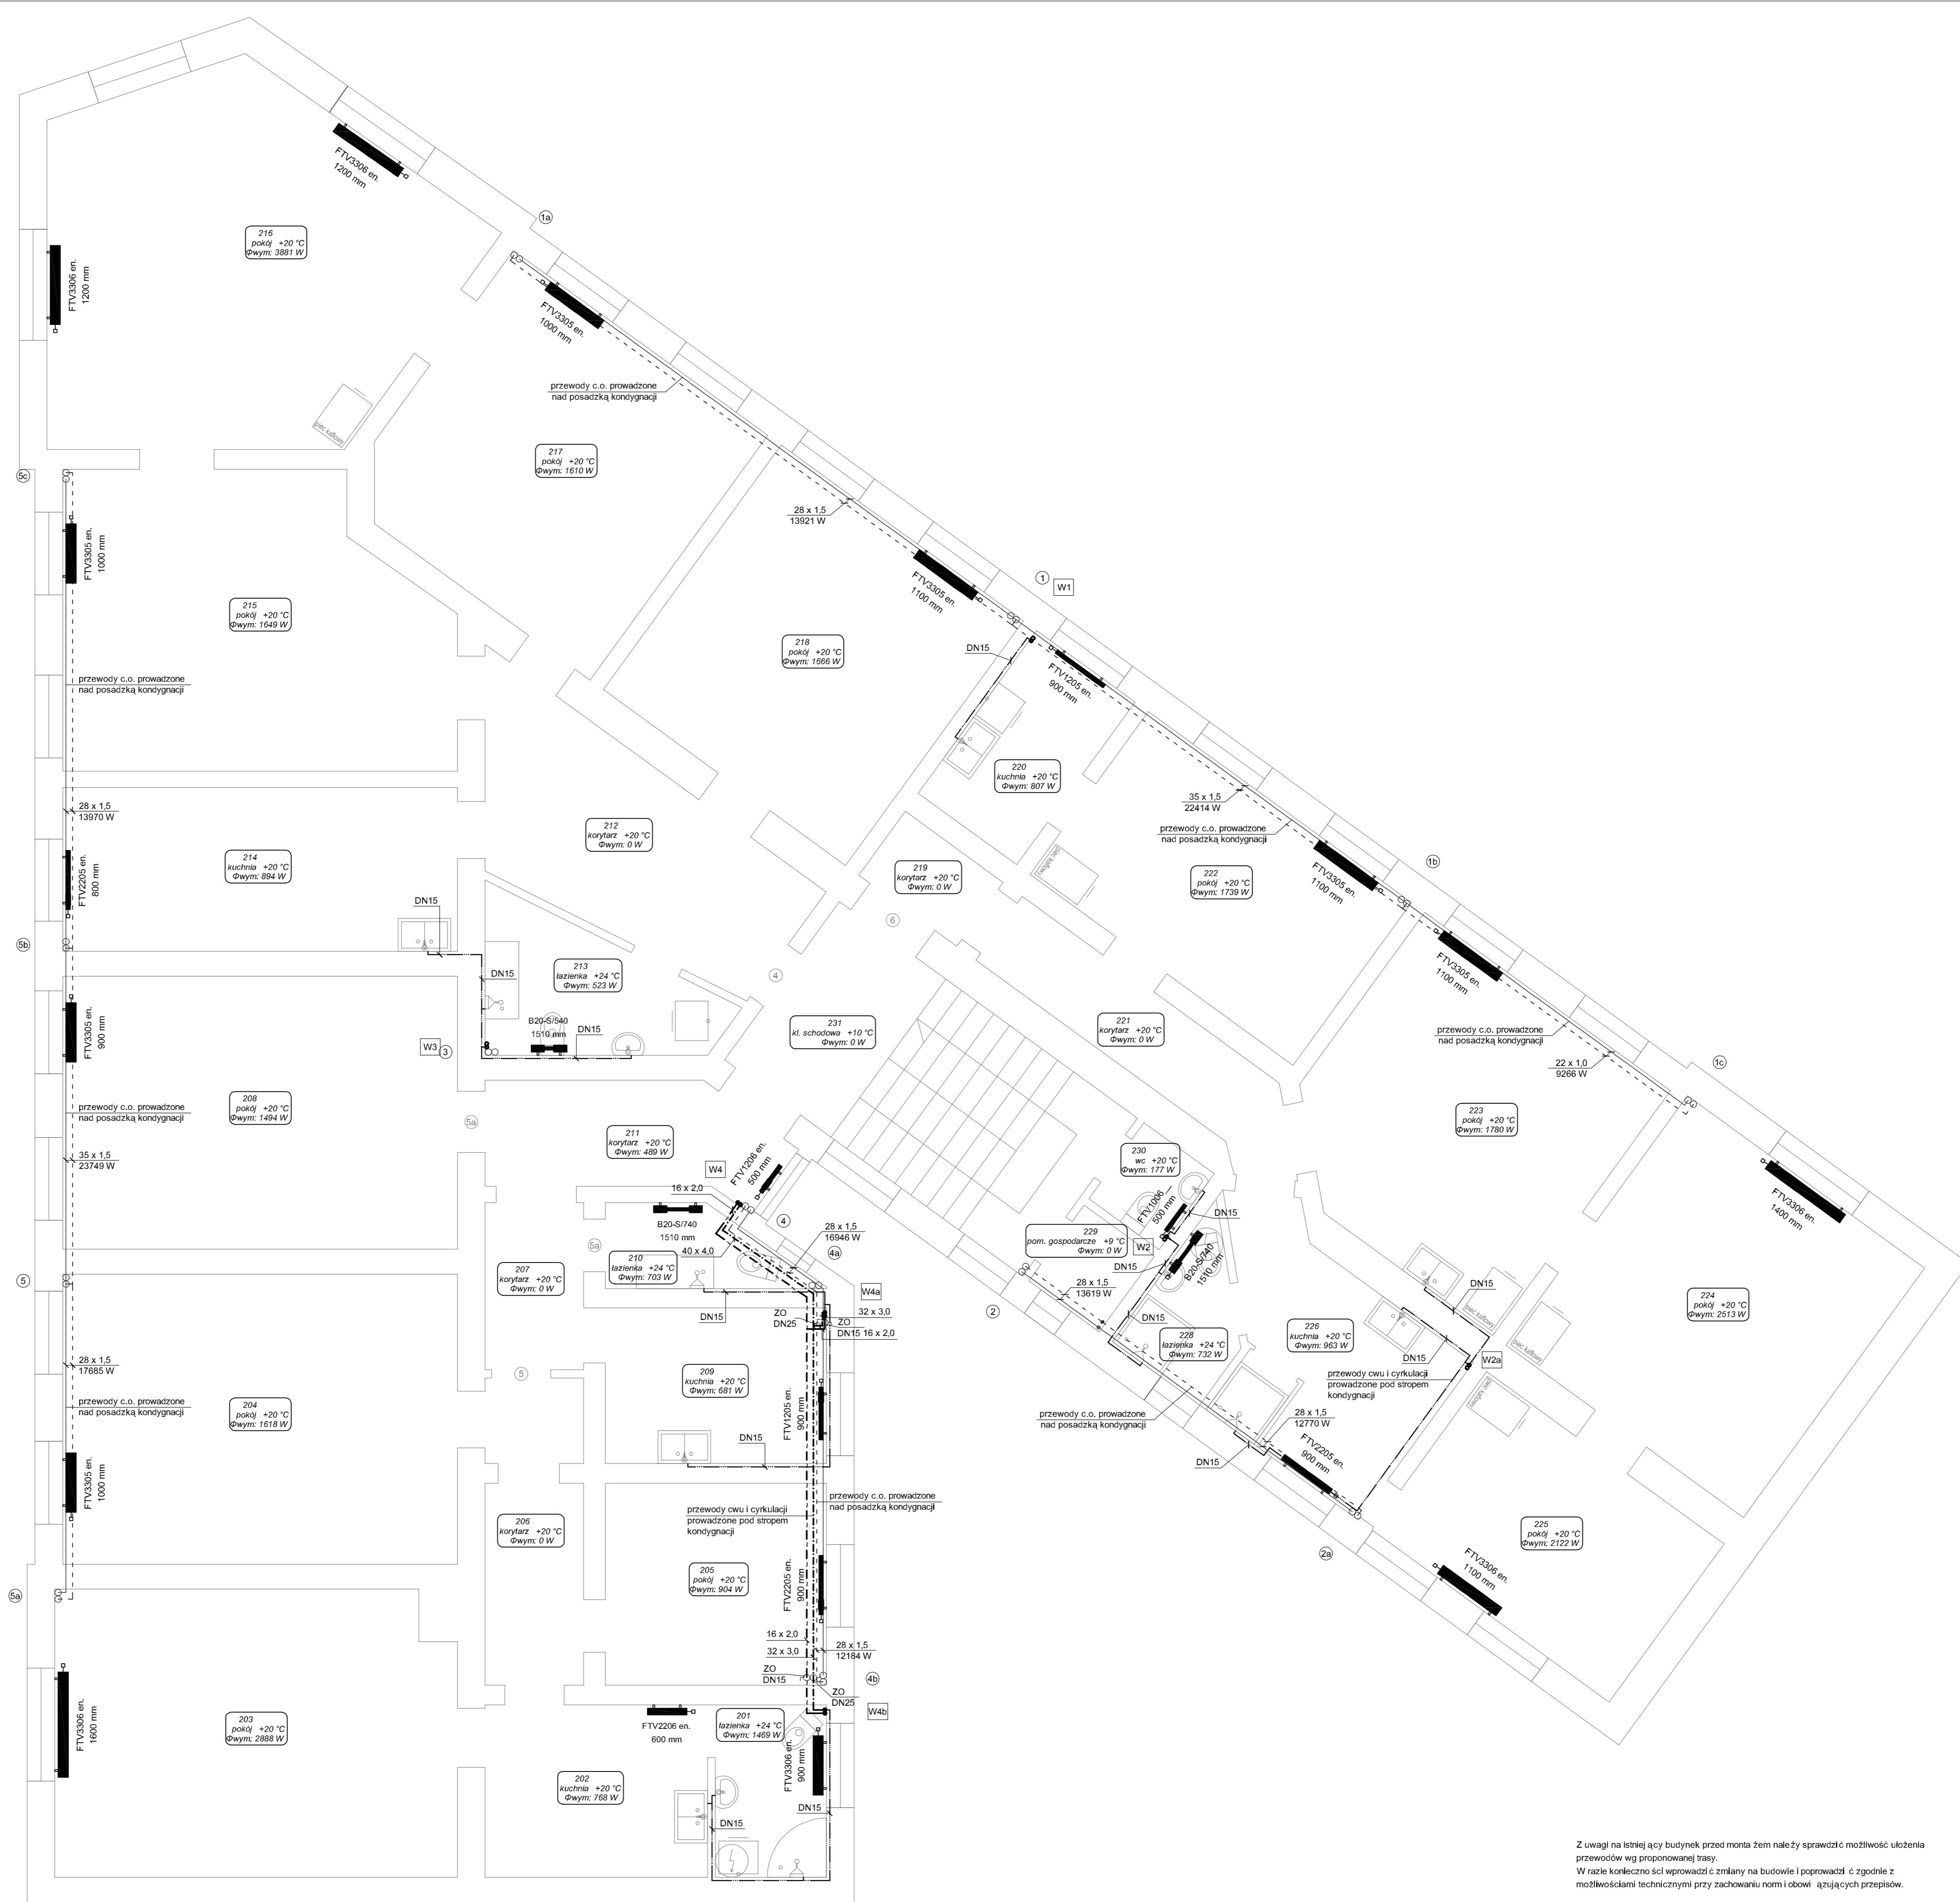 FTV3306 en.
1200 mm
1a
216
pokój +20 °C
Φwym: 3881 W
FTV3306 en.
1200 mm
FTV3305 en.
1000 mm
piec kaflowy
przewody c.o. prowadzone
nad posadzką kondygnacji
217
pokój +20 °C
Φwym: 1610 W
5c
28 x 1,5
13921 W
FTV3305 en.
1000 mm
FTV3305 en.
1100 mm
1
W1
215
pokój +20 °C
Φwym: 1649 W
218
pokój +20 °C
Φwym: 1666 W
DN15
FTV1205 en.
900 mm
przewody c.o. prowadzone
nad posadzką kondygnacji
220
kuchnia +20 °C
Φwym: 807 W
28 x 1,5
13970 W
35 x 1,5
22414 W
212
korytarz +20 °C
Φwym: 0 W
przewody c.o. prowadzone
nad posadzką kondygnacji
214
kuchnia +20 °C
Φwym: 894 W
FTV2205 en.
800 mm
219
korytarz +20 °C
Φwym: 0 W
piec kaflowy
222
pokój +20 °C
Φwym: 1739 W
FTV3305 en.
1100 mm
1b
DN15
6
5b
4
213
łazienka +24 °C
Φwym: 523 W
DN15
FTV3305 en.
1100 mm
FTV3305 en.
900 mm
B20-S/540
1510 mm
DN15
W3
3
231
kl. schodowa +10 °C
Φwym: 0 W
221
korytarz +20 °C
Φwym: 0 W
przewody c.o. prowadzone
nad posadzką kondygnacji
22 x 1,0
9266 W
1c
208
pokój +20 °C
Φwym: 1494 W
przewody c.o. prowadzone
nad posadzką kondygnacji
5a
223
pokój +20 °C
Φwym: 1780 W
211
korytarz +20 °C
Φwym: 489 W
35 x 1,5
23749 W
W4
FTV1206 en.
500 mm
16 x 2,0
230
wc +20 °C
Φwym: 177 W
FTV1006
500 mm
DN15
FTV3306 en.
1400 mm
B20-S/740
1510 mm
4
28 x 1,5
16946 W
4a
5a
40 x 4,0
229
pom. gospodarcze +9 °C
Φwym: 0 W
W2
DN15
B20-S/740
1510 mm
5
207
korytarz +20 °C
Φwym: 0 W
210
łazienka +24 °C
Φwym: 703 W
W4a
28 x 1,5
13619 W
2
DN15
ZO
DN25
32 x 3,0
ZO
DN15 16 x 2,0
DN15
228
łazienka +24 °C
Φwym: 732 W
226
kuchnia +20 °C
Φwym: 963 W
DN15
piec kaflowy
piec kaflowy
224
pokój +20 °C
Φwym: 2513 W
DN15
W2a
28 x 1,5
17685 W
5
209
kuchnia +20 °C
Φwym: 681 W
FTV1205 en.
900 mm
przewody cwu i cyrkulacji
prowadzone pod stropem
kondygnacji
piec kaflowy
przewody c.o. prowadzone
nad posadzką kondygnacji
204
pokój +20 °C
Φwym: 1618 W
przewody c.o. prowadzone
nad posadzką kondygnacji
28 x 1,5
12770 W
DN15
FTV2205 en.
900 mm
DN15
FTV3305 en.
1000 mm
przewody c.o. prowadzone
nad posadzką kondygnacji
przewody cwu i cyrkulacji
prowadzone pod stropem
kondygnacji
206
korytarz +20 °C
Φwym: 0 W
225
pokój +20 °C
Φwym: 2122 W
2a
205
pokój +20 °C
Φwym: 904 W
FTV2205 en.
900 mm
FTV3306 en.
1100 mm
5a
16 x 2,0
32 x 3,0
28 x 1,5
12184 W
ZO
DN15
4b
ZO
DN25
W4b
203
pokój +20 °C
Φwym: 2888 W
FTV3306 en.
1600 mm
FTV2206 en.
600 mm
201
łazienka +24 °C
Φwym: 1469 W
FTV3306 en.
900 mm
202
kuchnia +20 °C
Φwym: 768 W
DN15
DN15
Z uwagi na istniej ący budynek przed monta żem należy sprawdzić możliwość ułożenia
przewodów wg proponowanej trasy.
W razie konieczno ści wprowadzi ć zmiany na budowie i poprowadzi ć zgodnie z
możliwościami technicznymi przy zachowaniu norm i obowi ązujących przepisów.